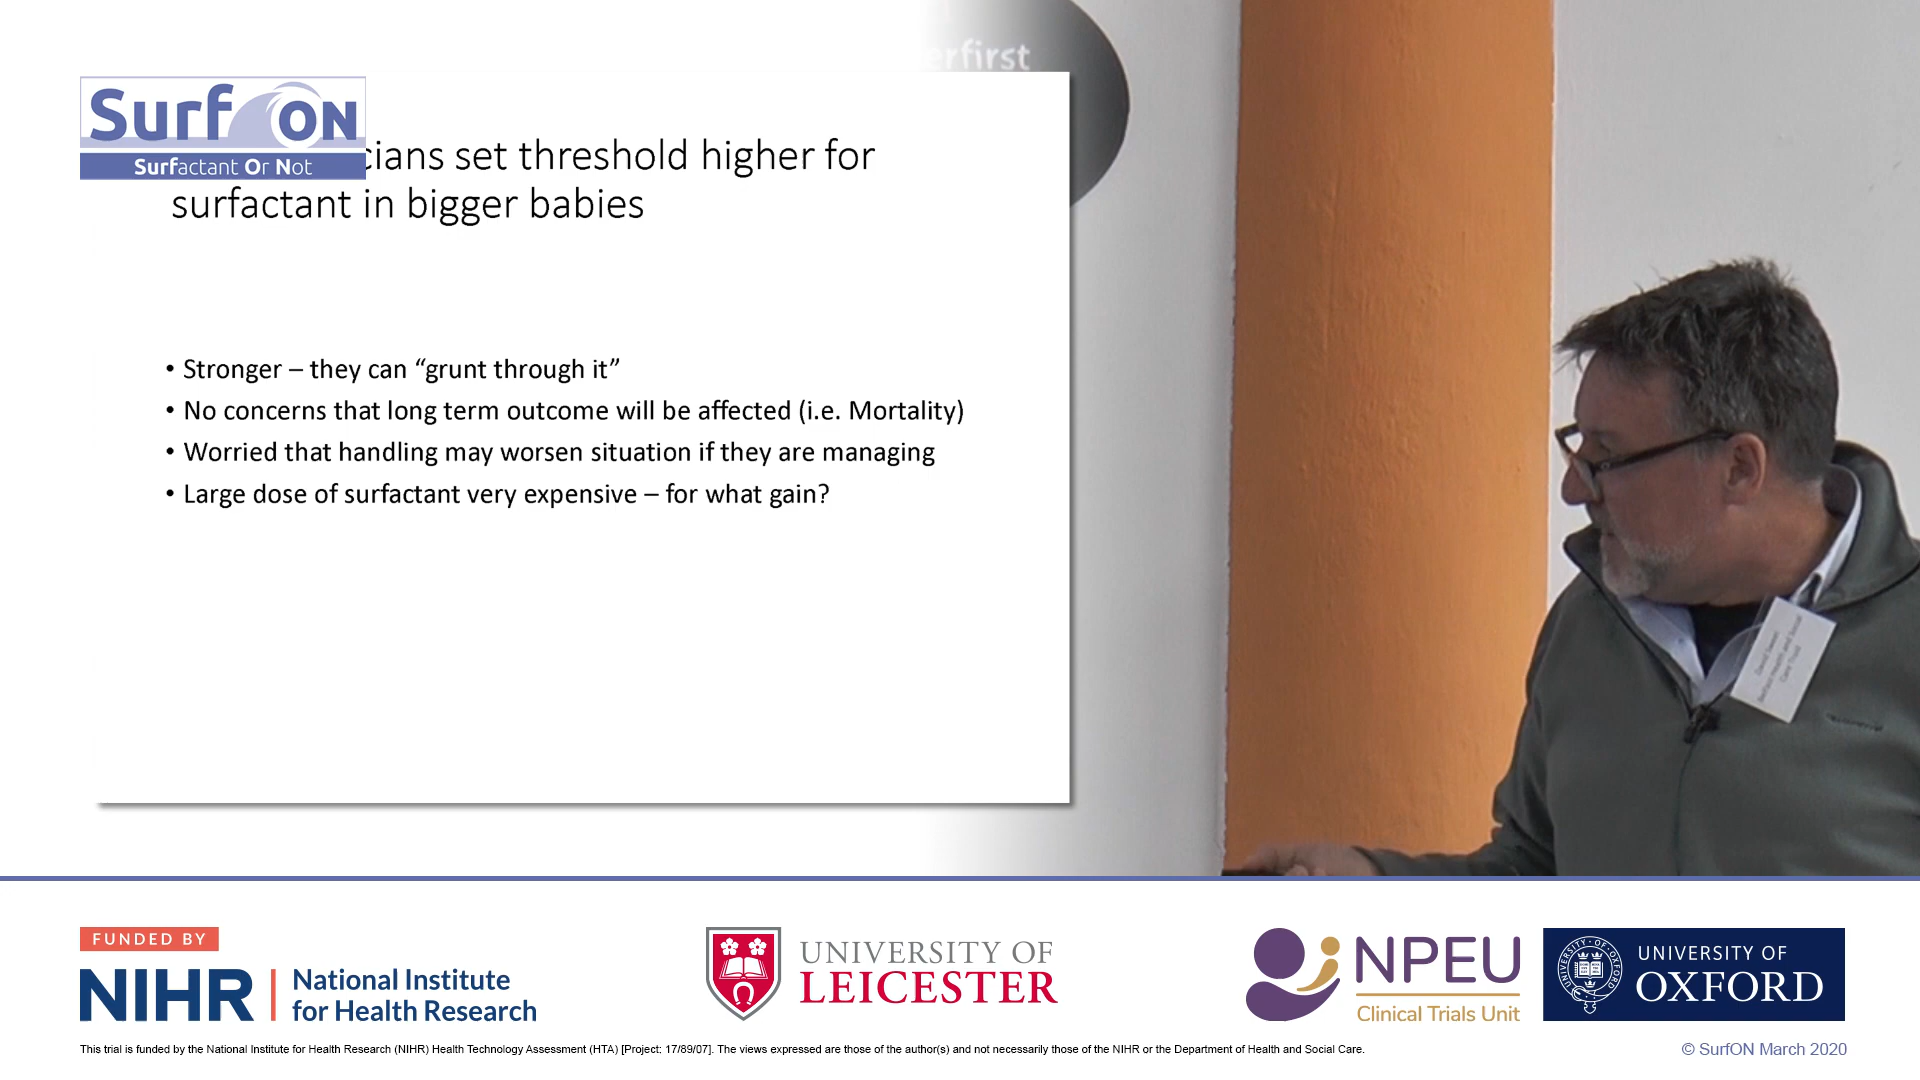 erfirst
Surf ON
Surfactant Or Not
cians set threshold higher for
surfactant in bigger babies
• Stronger – they can “grunt through it”
• No concerns that long term outcome will be affected (i.e. Mortality)
• Worried that handling may worsen situation if they are managing
• Large dose of surfactant very expensive – for what gain?
FUNDED BY
NIHR | National Institute
for Health Research
UNIVERSITY OF
LEICESTER
NPEU
Clinical Trials Unit
UNIVERSITY OF
OXFORD
This trial is funded by the National Institute for Health Research (NIHR) Health Technology Assessment (HTA) [Project: 17/89/07]. The views expressed are those of the author(s) and not necessarily those of the NIHR or the Department of Health and Social Care.
© SurfON March 2020